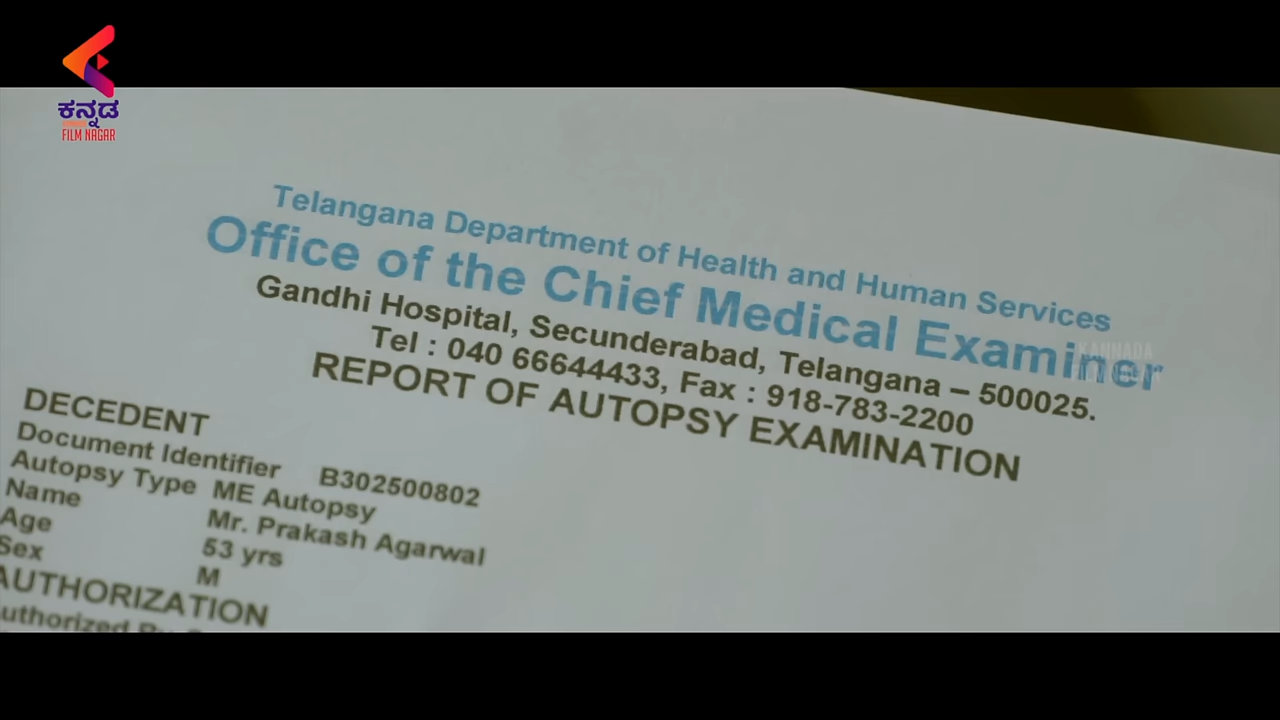 ಕನ್ನಡ
FILM NAGAR
Telangana Department of Health and Human Services
Office of the Chief Medical Examiner
Gandhi Hospital, Secunderabad, Telangana – 500025.
Tel : 040 66644433, Fax : 918-783-2200
REPORT OF AUTOPSY EXAMINATION
KANNADA
DECEDENT
Document Identifier B302500802
Autopsy Type ME Autopsy
Name Mr. Prakash Agarwal
Age 53 yrs
Sex M
AUTHORIZATION